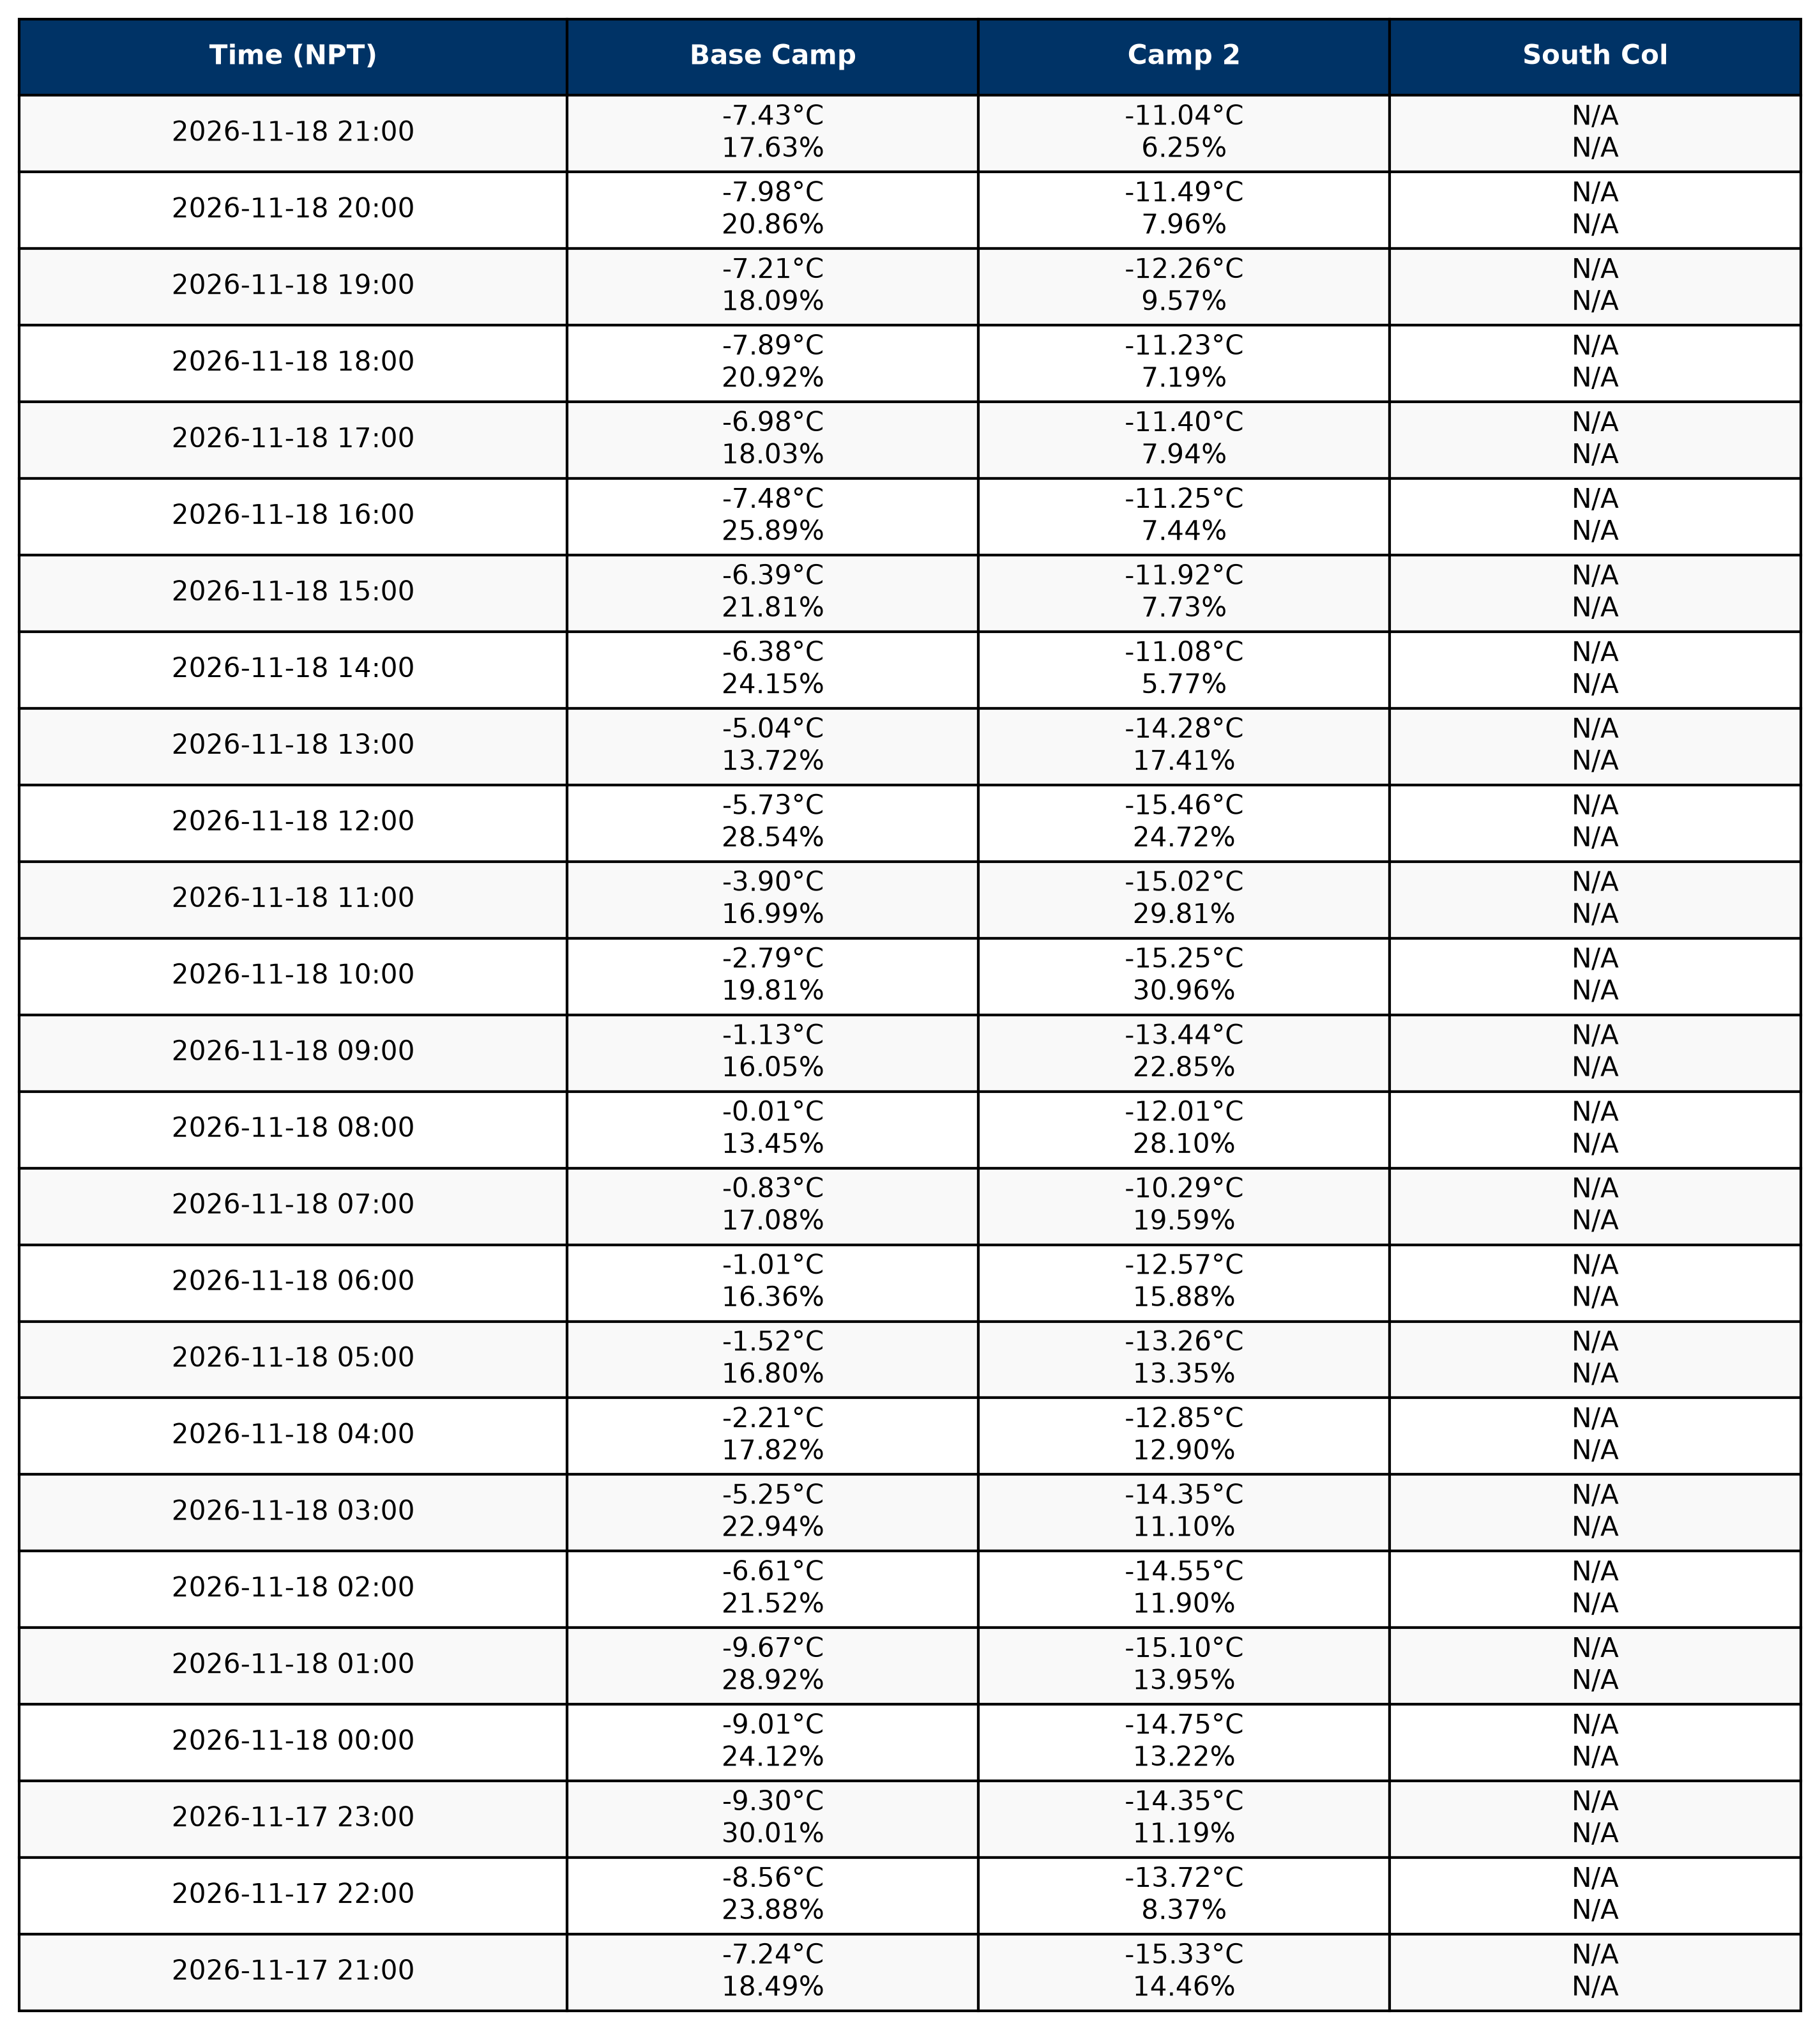 Time (NPT) Base Camp Camp 2 South Col
2026-11-18 21:00 -7.43°C -11.04°C N/A
17.63% 6.25% N/A
2026-11-18 20:00 -7.98°C -11.49°C N/A
20.86% 7.96% N/A
2026-11-18 19:00 -7.21°C -12.26°C N/A
18.09% 9.57% N/A
2026-11-18 18:00 -7.89°C -11.23°C N/A
20.92% 7.19% N/A
2026-11-18 17:00 -6.98°C -11.40°C N/A
18.03% 7.94% N/A
2026-11-18 16:00 -7.48°C -11.25°C N/A
25.89% 7.44% N/A
2026-11-18 15:00 -6.39°C -11.92°C N/A
21.81% 7.73% N/A
2026-11-18 14:00 -6.38°C -11.08°C N/A
24.15% 5.77% N/A
2026-11-18 13:00 -5.04°C -14.28°C N/A
13.72% 17.41% N/A
2026-11-18 12:00 -5.73°C -15.46°C N/A
28.54% 24.72% N/A
2026-11-18 11:00 -3.90°C -15.02°C N/A
16.99% 29.81% N/A
2026-11-18 10:00 -2.79°C -15.25°C N/A
19.81% 30.96% N/A
2026-11-18 09:00 -1.13°C -13.44°C N/A
16.05% 22.85% N/A
2026-11-18 08:00 -0.01°C -12.01°C N/A
13.45% 28.10% N/A
2026-11-18 07:00 -0.83°C -10.29°C N/A
17.08% 19.59% N/A
2026-11-18 06:00 -1.01°C -12.57°C N/A
16.36% 15.88% N/A
2026-11-18 05:00 -1.52°C -13.26°C N/A
16.80% 13.35% N/A
2026-11-18 04:00 -2.21°C -12.85°C N/A
17.82% 12.90% N/A
2026-11-18 03:00 -5.25°C -14.35°C N/A
22.94% 11.10% N/A
2026-11-18 02:00 -6.61°C -14.55°C N/A
21.52% 11.90% N/A
2026-11-18 01:00 -9.67°C -15.10°C N/A
28.92% 13.95% N/A
2026-11-18 00:00 -9.01°C -14.75°C N/A
24.12% 13.22% N/A
2026-11-17 23:00 -9.30°C -14.35°C N/A
30.01% 11.19% N/A
2026-11-17 22:00 -8.56°C -13.72°C N/A
23.88% 8.37% N/A
2026-11-17 21:00 -7.24°C -15.33°C N/A
18.49% 14.46% N/A